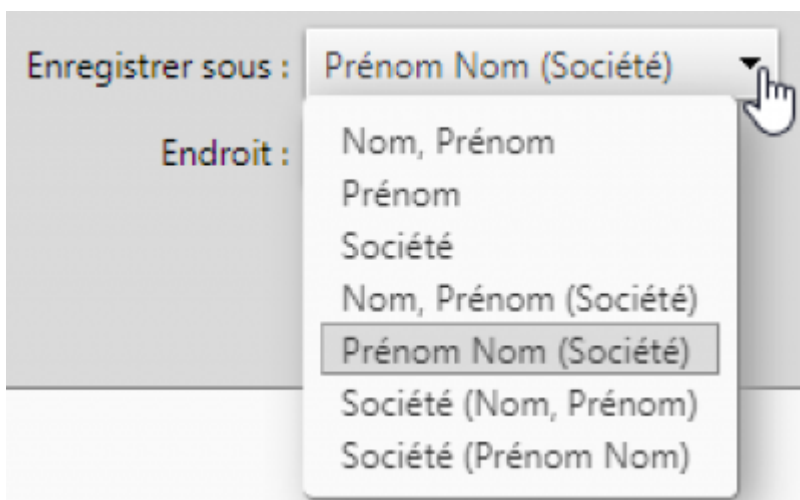 Enregistrer sous : Prénom Nom (Société)
Endroit :
Nom, Prénom
Prénom
Société
Nom, Prénom (Société)
Prénom Nom (Société)
Société (Nom, Prénom)
Société (Prénom Nom)